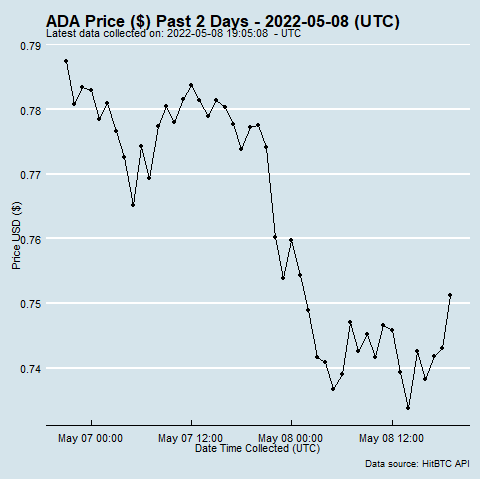 ADA Price ($) Past 2 Days - 2022-05-08 (UTC)
Latest data collected on: 2022-05-08 19:05:08 - UTC
0.79
0.78
0.77
0.76
0.75
0.74
Price USD ($)
May 07 00:00 May 07 12:00 May 08 00:00 May 08 12:00
Date Time Collected (UTC)
Data source: HitBTC API